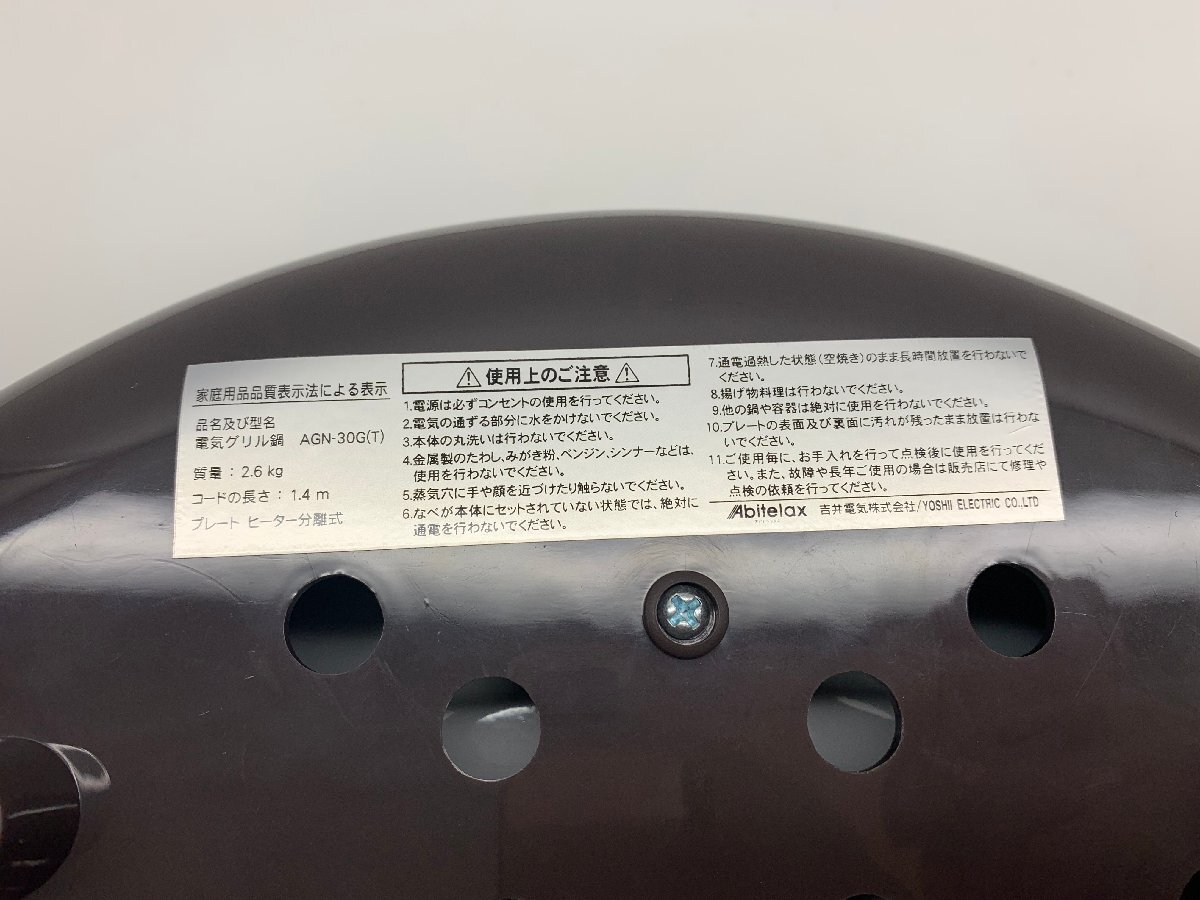 家庭用品品質表示法による表示
品名及び型名
電気グリル鍋 AGN-30G(T)
質量：2.6 kg
コードの長さ：1.4 m
プレート ヒーター分離式
使用上のご注意
1.電源は必ずコンセントの使用を行ってください。
2.電気の通ずる部分に水をかけないでください。
3.本体の丸洗いは行わないでください。
4.金属製のたわし、みがき粉、ベンジン、シンナーなどは、
使用を行わないでください。
5.蒸気穴に手や顔を近づけたり触らないでください。
6.なべが本体にセットされていない状態では、絶対に
通電を行わないでください。
7.通電過熱した状態(空焼き)のまま長時間放置を行わないで
ください。
8.揚げ物料理は行わないでください。
9.他の鍋や容器は絶対に使用を行わないでください。
10.プレートの表面及び裏面に汚れが残ったまま放置は行わな
いでください。
11.ご使用毎に、お手入れを行って点検後に使用を行ってくだ
さい。また、故障や長年ご使用の場合は販売店にて修理や
点検の依頼を行ってください。
Abitelax 吉井電気株式会社/YOSHII ELECTRIC CO.,LTD